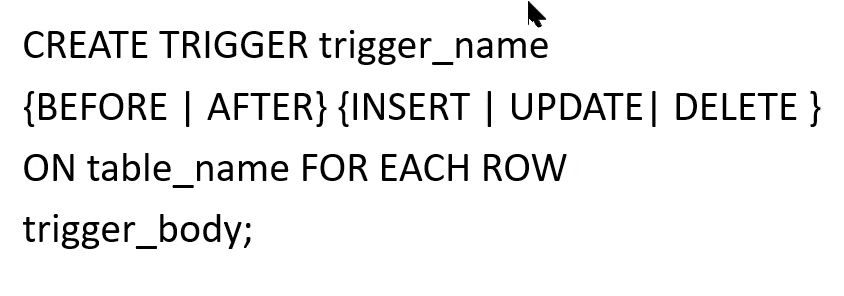 CREATE TRIGGER trigger_name
{BEFORE | AFTER} {INSERT | UPDATE| DELETE }
ON table_name FOR EACH ROW
trigger_body;